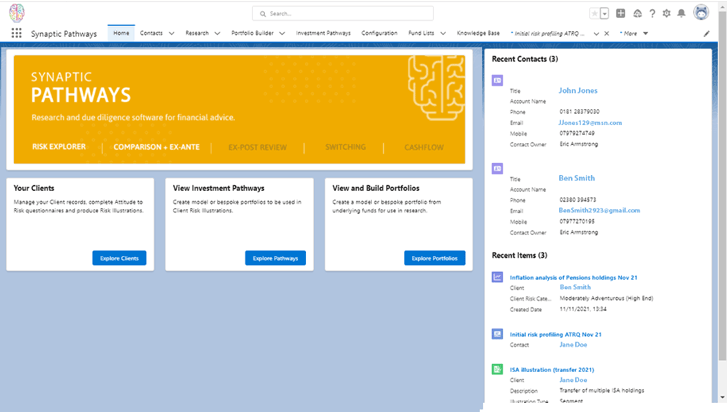 Search...
Synaptic Pathways
Home
Contacts
Research
Portfolio Builder
Investment Pathways
Configuration
Fund Lists
Knowledge Base
* Initial risk profiling ATRQ ...
* More
SYNAPTIC
PATHWAYS
Research and due diligence software for financial advice.
RISK EXPLORER
COMPARISON + EX-ANTE
EX-POST REVIEW
SWITCHING
CASHFLOW
Your Clients
Manage your Client records, complete Attitude to
Risk questionnaires and produce Risk Illustrations.
Explore Clients
View Investment Pathways
Create model or bespoke portfolios to be used in
Client Risk Illustrations.
Explore Pathways
View and Build Portfolios
Create a model or bespoke portfolio from
underlying funds for use in research.
Explore Portfolios
Recent Contacts (3)
Title John Jones
Account Name
Phone 0181 28379030
Email JJones129@msn.com
Mobile 07979274749
Contact Owner Eric Armstrong
Title Ben Smith
Account Name
Phone 02380 394873
Email BenSmith2923@gmail.com
Mobile 07977270195
Contact Owner Eric Armstrong
Recent Items (3)
Inflation analysis of Pensions holdings Nov 21
Client Ben Smith
Client Risk Cate... Moderately Adventurous (High End)
Created Date 11/11/2021, 13:34
Initial risk profiling ATRQ Nov 21
Contact Jane Doe
ISA illustration (transfer 2021)
Client Jane Doe
Description Transfer of multiple ISA holdings
Illustration Type Segment